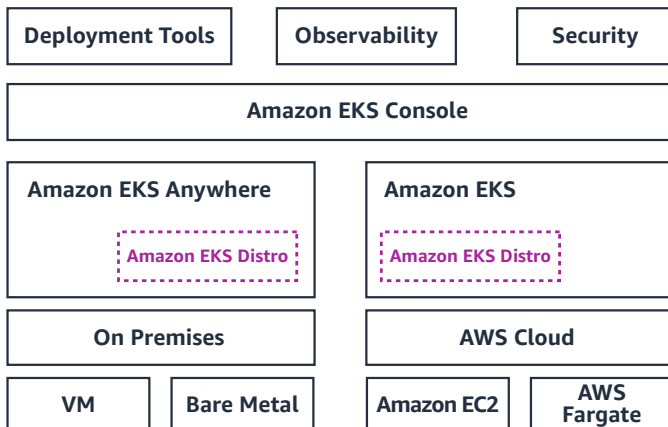 Deployment Tools
Observability
Security
Amazon EKS Console
Amazon EKS Anywhere
Amazon EKS Distro
Amazon EKS
Amazon EKS Distro
On Premises
AWS Cloud
VM
Bare Metal
Amazon EC2
AWS
Fargate